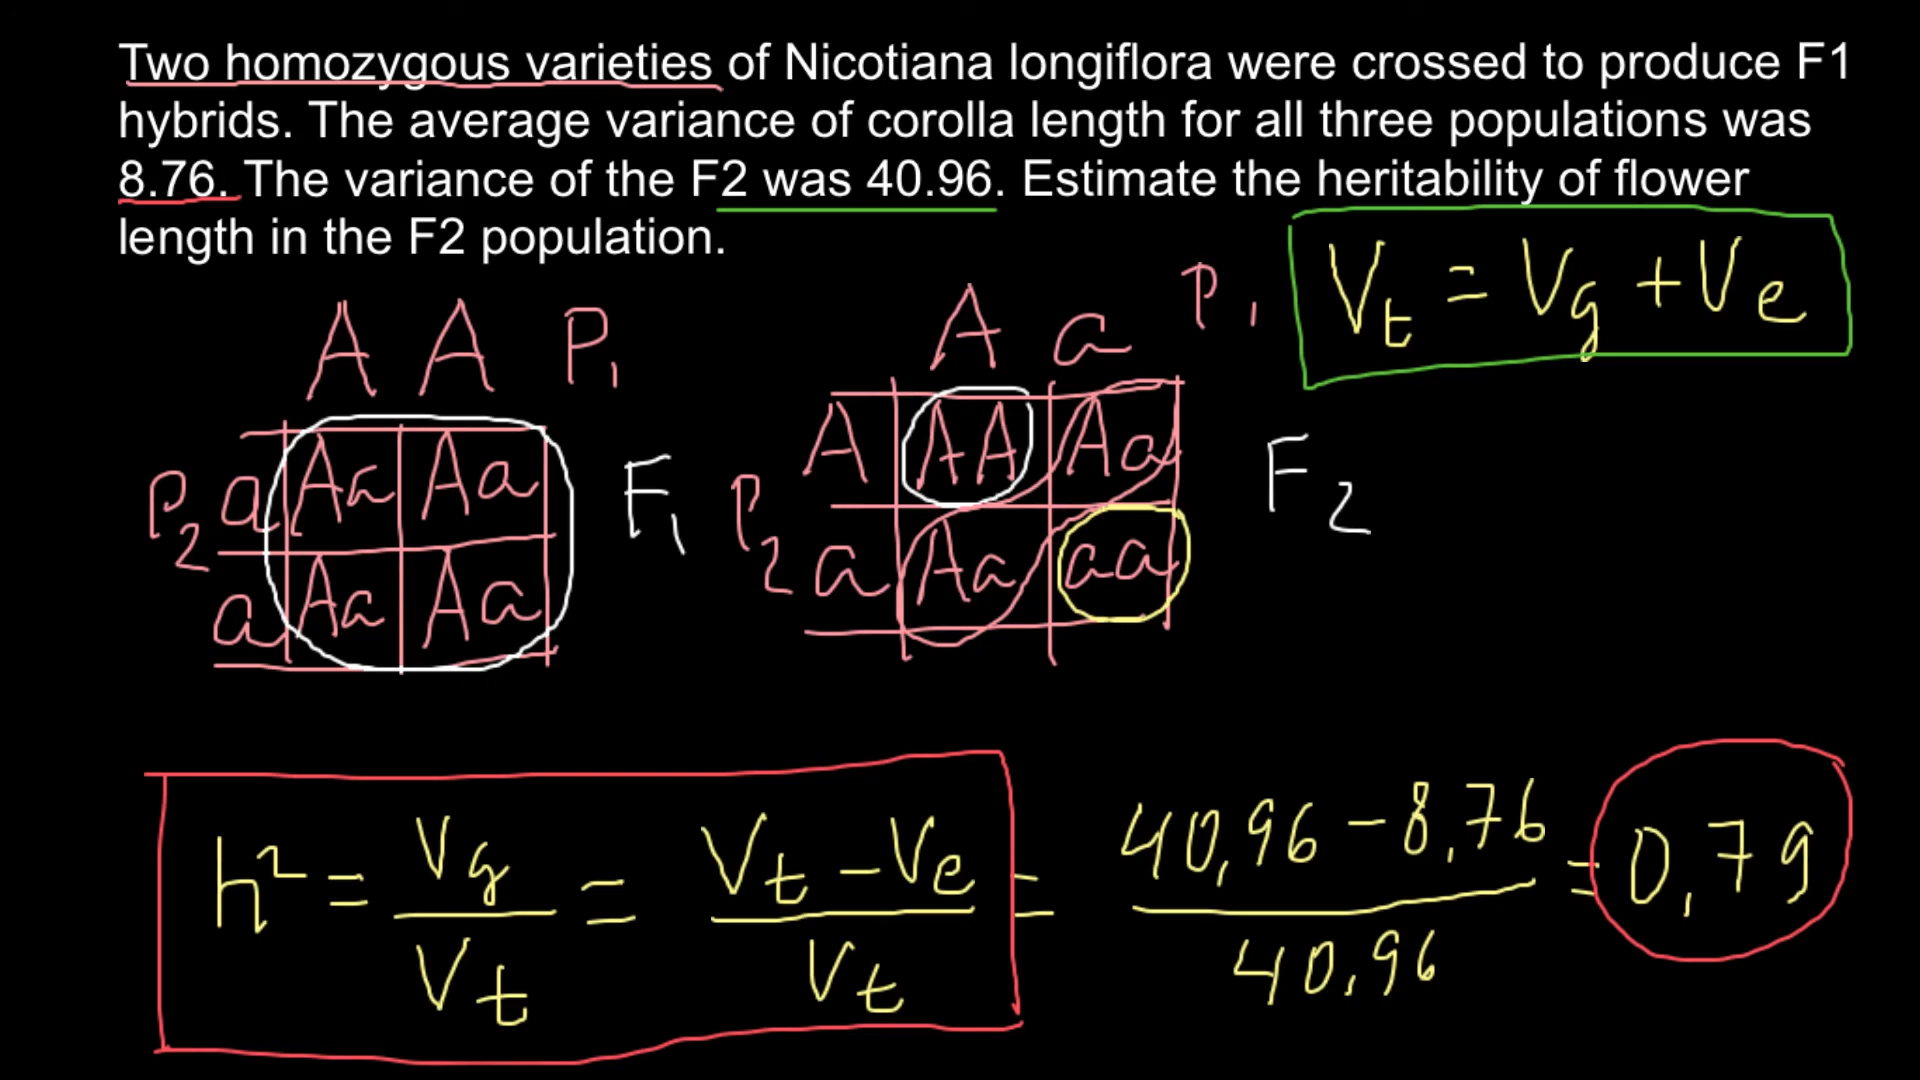 Two homozygous varieties of Nicotiana longiflora were crossed to produce F1
hybrids. The average variance of corolla length for all three populations was
8.76. The variance of the F2 was 40.96. Estimate the heritability of flower
length in the F2 population.
Vt = Vg + Ve
A A P1
P2 a Aa Aa F1
a Aa Aa
A a P1
P2 A AA Aa F2
a Aa aa
h² = Vg / Vt = Vt - Ve / Vt = 40,96 - 8,76 / 40,96 = 0,79